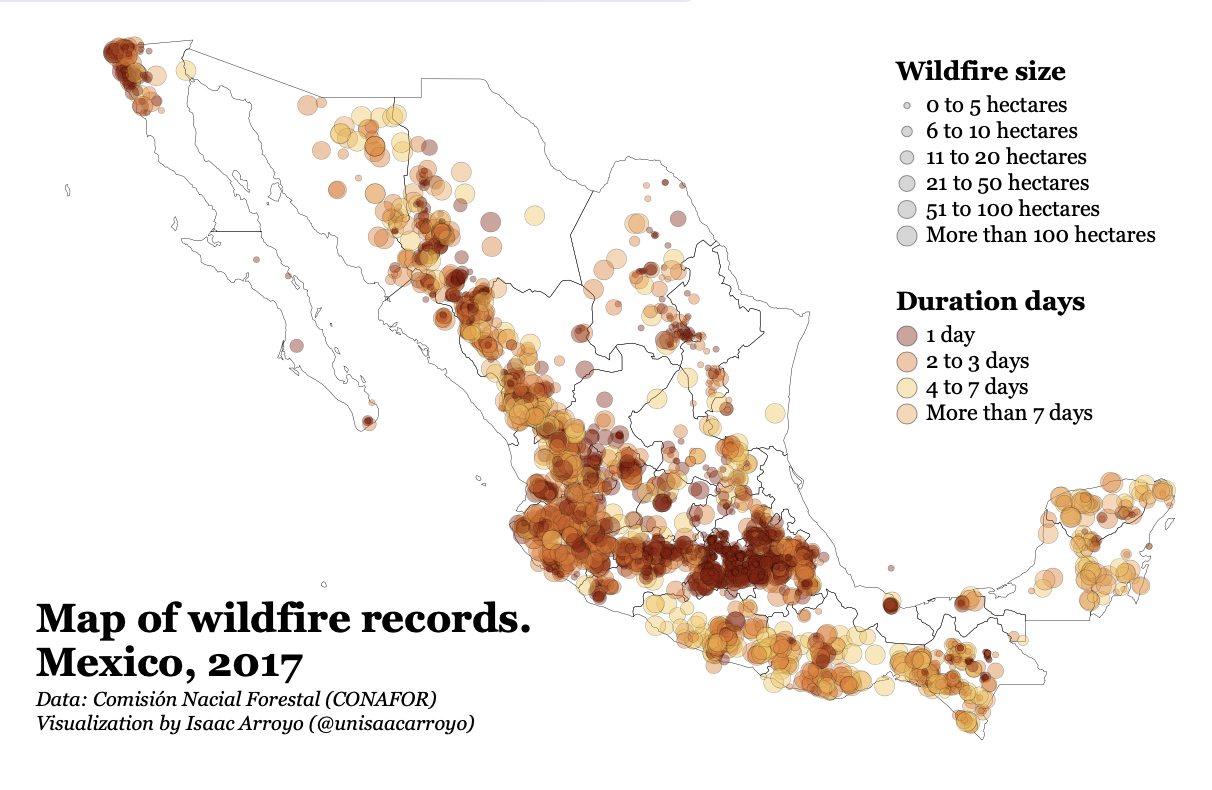 Wildfire size
0 to 5 hectares
6 to 10 hectares
11 to 20 hectares
21 to 50 hectares
51 to 100 hectares
More than 100 hectares
Duration days
1 day
2 to 3 days
4 to 7 days
More than 7 days
Map of wildfire records.
Mexico, 2017
Data: Comisión Nacial Forestal (CONAFOR)
Visualization by Isaac Arroyo (@unisaacarroyo)